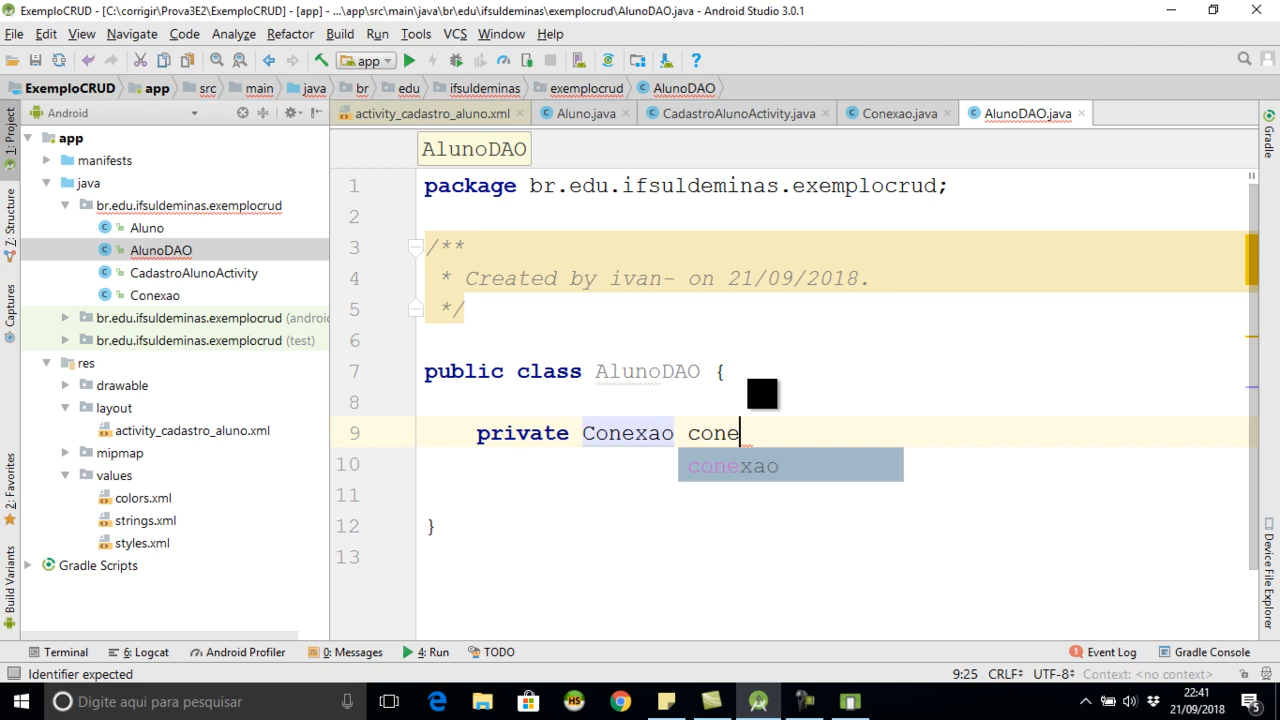 ExemploCRUD - [C:\corrigir\Prova3E2\ExemploCRUD] - [app] - ...\app\src\main\java\br\edu\ifsuldeminas\exemplocrud\AlunoDAO.java - Android Studio 3.0.1
File Edit View Navigate Code Analyze Refactor Build Run Tools VCS Window Help
app
ExemploCRUD app src main java br edu ifsuldeminas exemplocrud AlunoDAO
Android
activity_cadastro_aluno.xml Aluno.java CadastroAlunoActivity.java Conexao.java AlunoDAO.java
1: Project
Z: Structure
Captures
2: Favorites
Build Variants
app
manifests
java
br.edu.ifsuldeminas.exemplocrud
Aluno
AlunoDAO
CadastroAlunoActivity
Conexao
br.edu.ifsuldeminas.exemplocrud (andro
br.edu.ifsuldeminas.exemplocrud (test)
res
drawable
layout
activity_cadastro_aluno.xml
mipmap
values
colors.xml
strings.xml
styles.xml
Gradle Scripts
AlunoDAO
1 package br.edu.ifsuldeminas.exemplocrud;
2
3 /**
4 * Created by ivan- on 21/09/2018.
5 */
6
7 public class AlunoDAO {
8
9 private Conexao cone
conexao
10
11
12 }
13
Gradle
Device File Explorer
Terminal 6: Logcat Android Profiler 0: Messages 4: Run TODO Event Log Gradle Console
Identifier expected 9:25 CRLF UTF-8 Context: <no context>
Digite aqui para pesquisar
22:41
21/09/2018
5